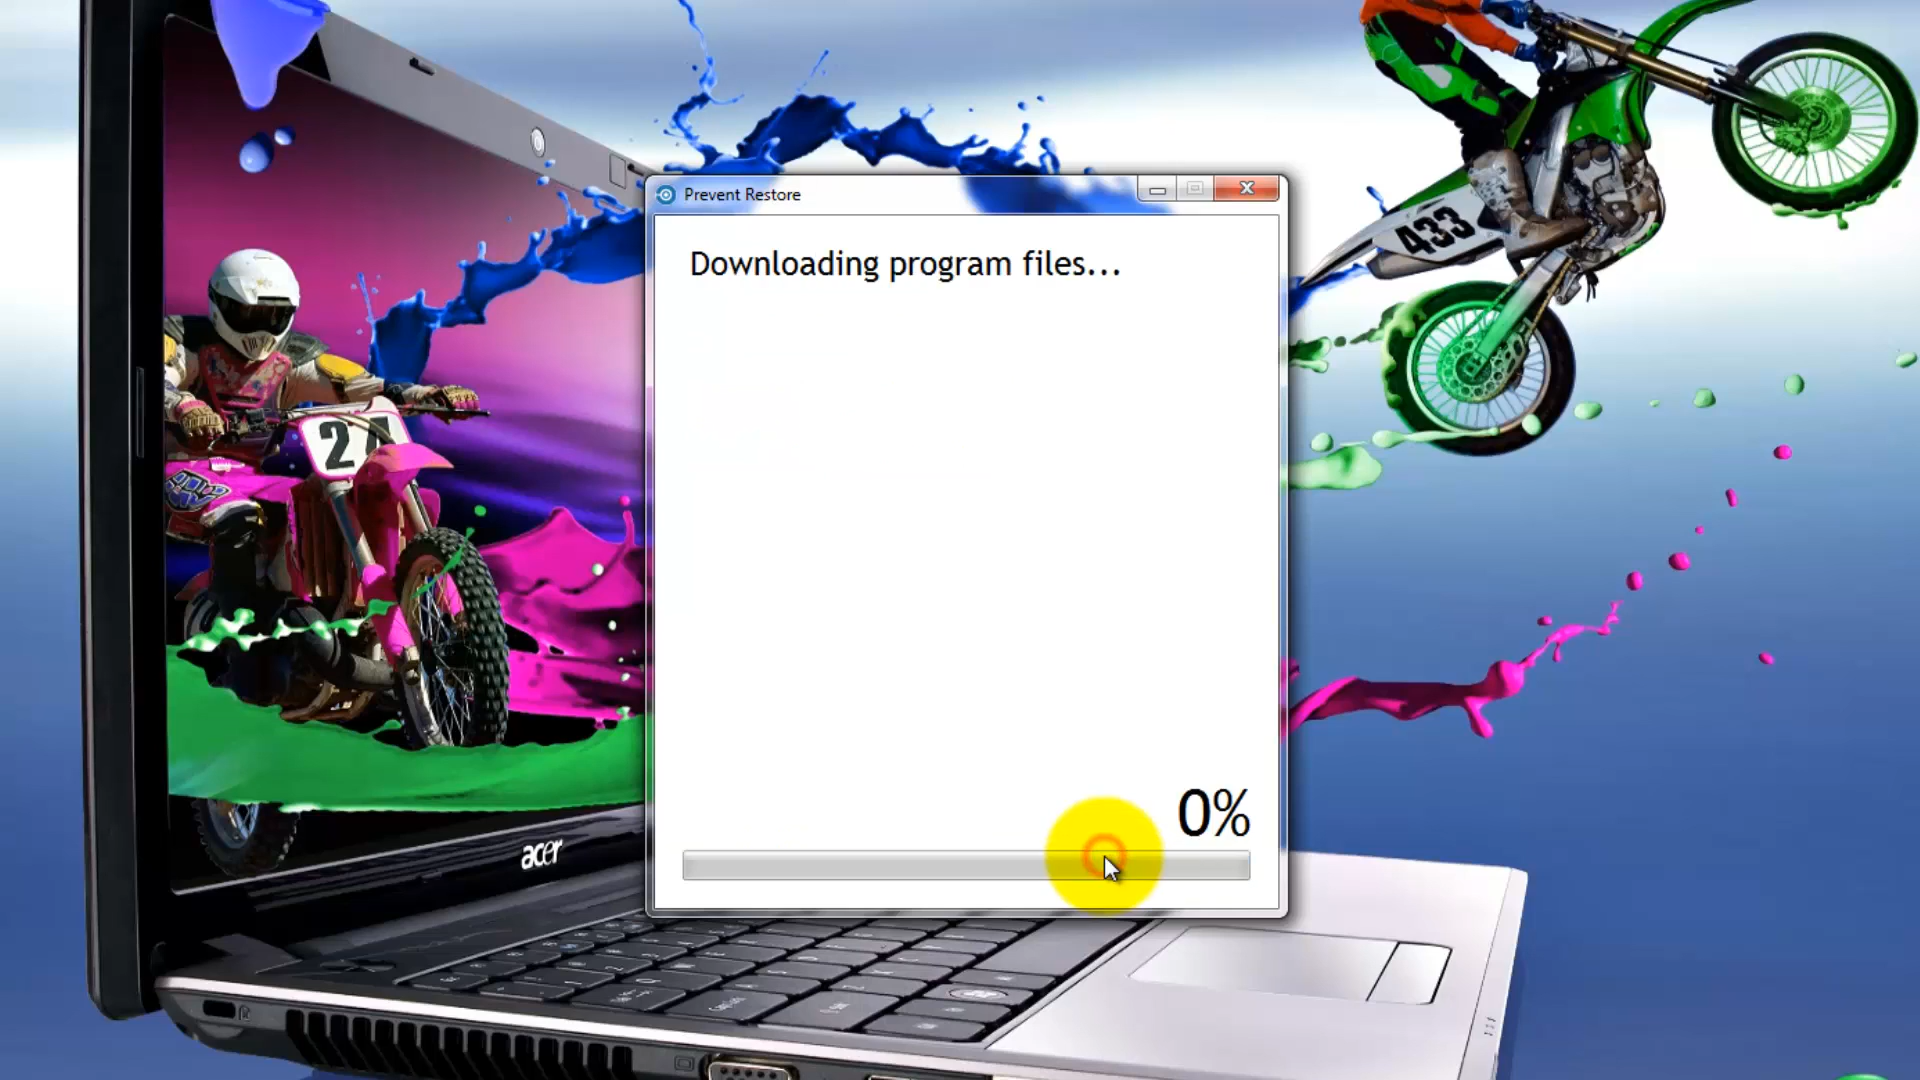 Prevent Restore
Downloading program files...
433
24
0%
acer